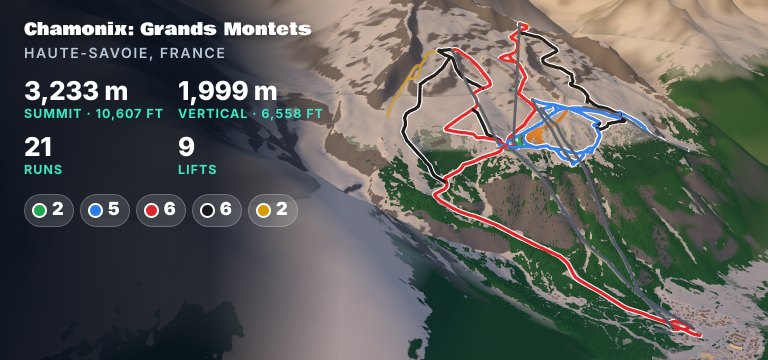 Chamonix: Grands Montets
HAUTE-SAVOIE, FRANCE
3,233 m 1,999 m
SUMMIT · 10,607 FT VERTICAL · 6,558 FT
21 9
RUNS LIFTS
2 5 6 6 2